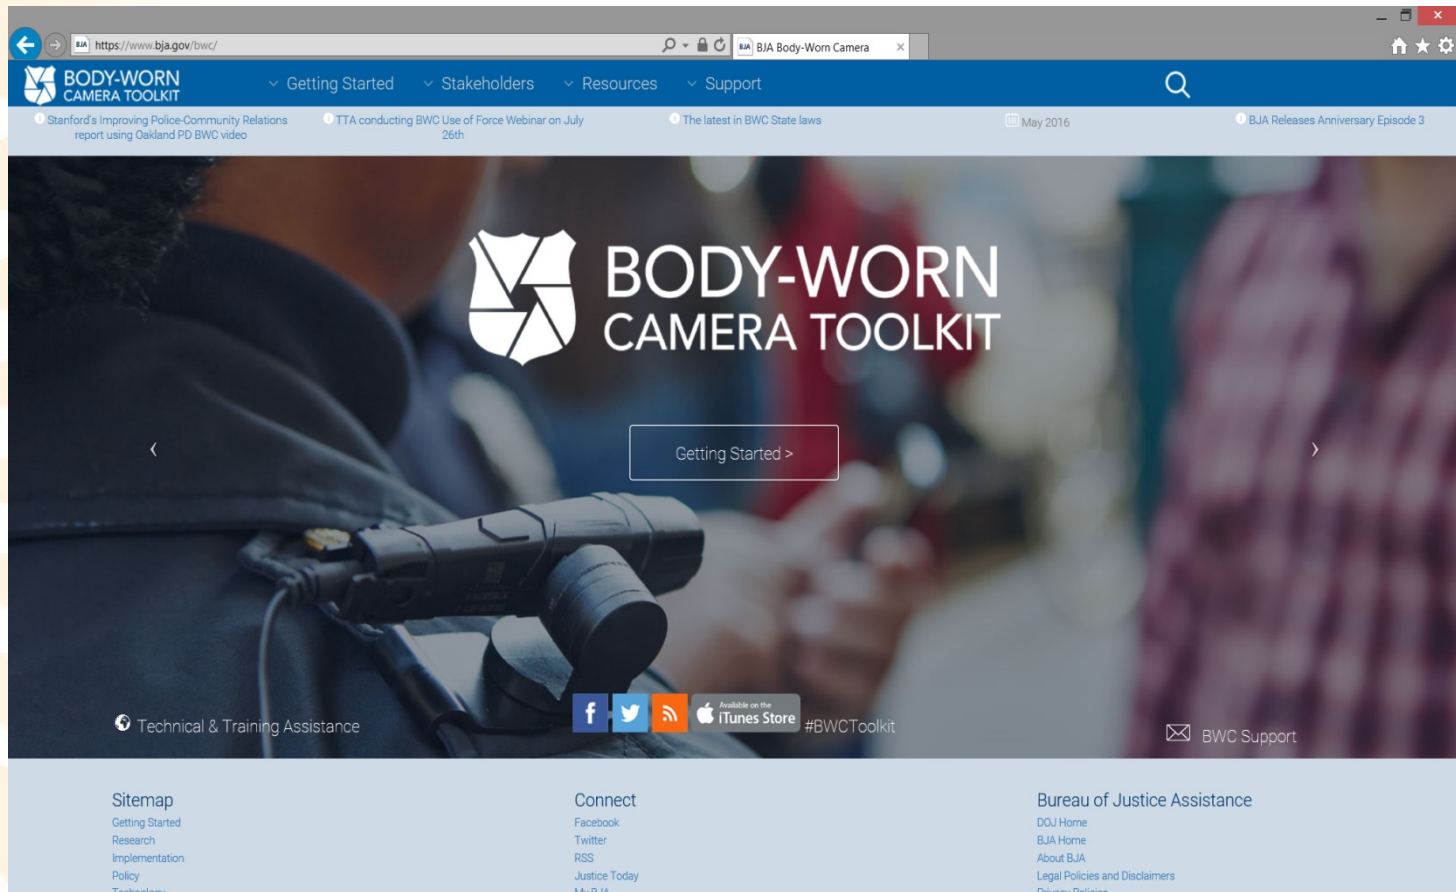 https://www.bja.gov/bwc/
BJA Body-Worn Camera
BODY-WORN
CAMERA TOOLKIT
Getting Started
Stakeholders
Resources
Support
Stanford's Improving Police-Community Relations
report using Oakland PD BWC video
TTA conducting BWC Use of Force Webinar on July
26th
The latest in BWC State laws
May 2016
BJA Releases Anniversary Episode 3
BODY-WORN
CAMERA TOOLKIT
Getting Started >
Technical & Training Assistance
Available on the
iTunes Store
#BWCToolkit
BWC Support
Sitemap
Getting Started
Research
Implementation
Policy
Technology
Connect
Facebook
Twitter
RSS
Justice Today
My BJA
Bureau of Justice Assistance
DOJ Home
BJA Home
About BJA
Legal Policies and Disclaimers
Privacy Policies